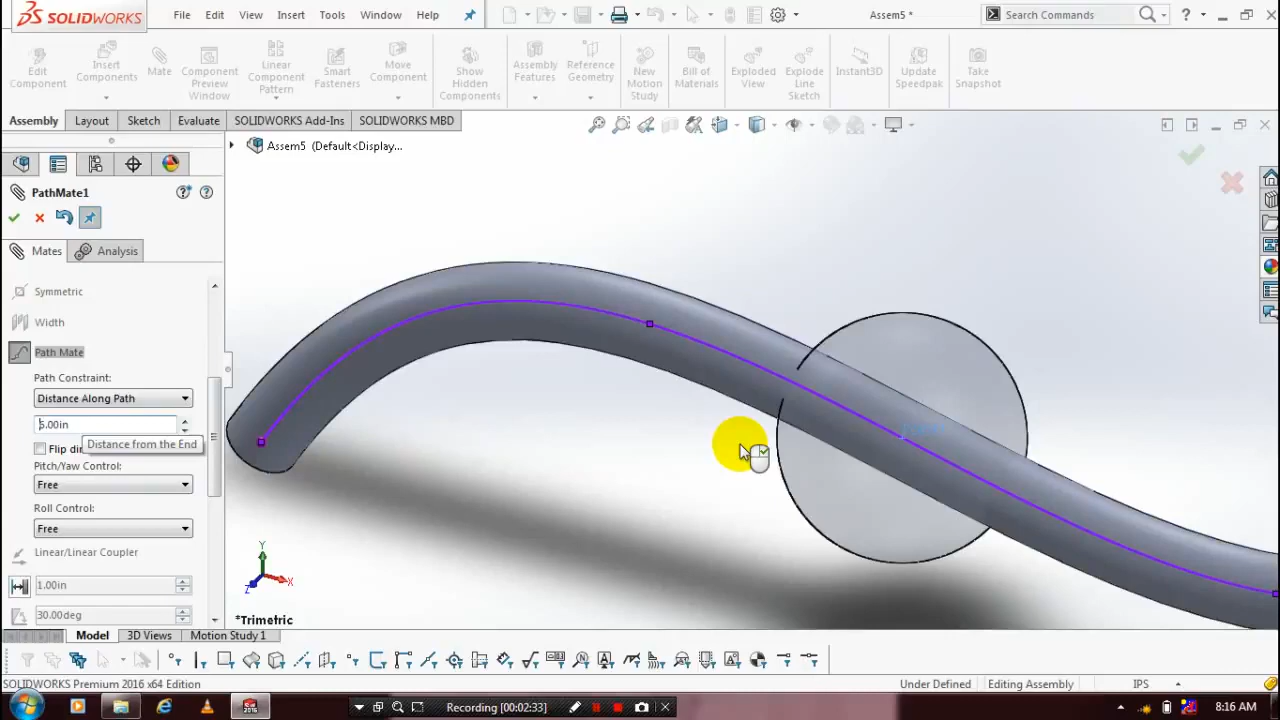 SOLIDWORKS File Edit View Insert Tools Window Help Assem5 * Search Commands ?
Edit Component
Insert Components
Mate
Component Preview Window
Linear Component Pattern
Smart Fasteners
Move Component
Show Hidden Components
Assembly Features
Reference Geometry
New Motion Study
Bill of Materials
Exploded View
Explode Line Sketch
Instant3D
Update Speedpak
Take Snapshot
Assembly Layout Sketch Evaluate SOLIDWORKS Add-Ins SOLIDWORKS MBD
Assem5 (Default<Display...
PathMate1
Mates Analysis
Symmetric
Width
Path Mate
Path Constraint:
Distance Along Path
5.00in
Flip di
Distance from the End
Pitch/Yaw Control:
Free
Roll Control:
Free
Linear/Linear Coupler
1.00in
30.00deg
Y
X
Z
*Trimetric
Model 3D Views Motion Study 1
SOLIDWORKS Premium 2016 x64 Edition Under Defined Editing Assembly IPS
Recording [00:02:33] 8:16 AM